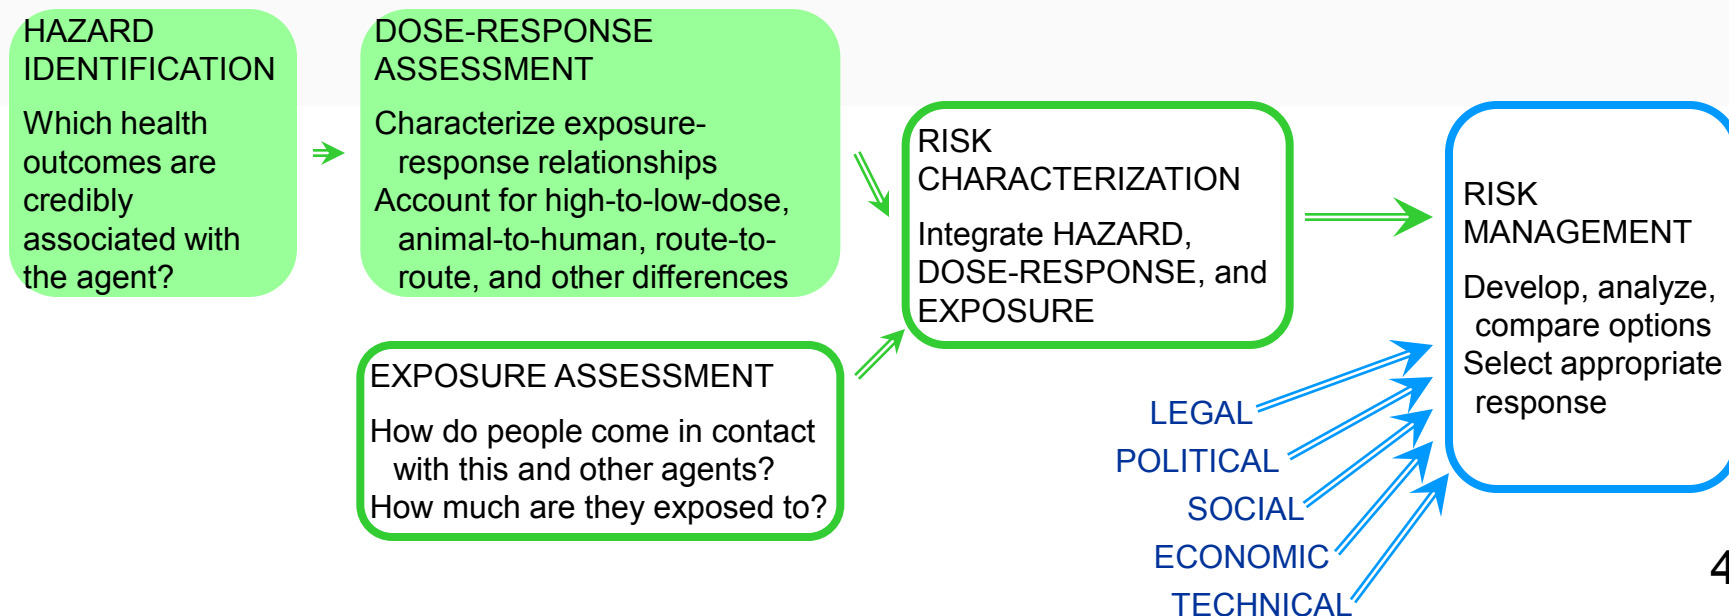 HAZARD
IDENTIFICATION
Which health
outcomes are
credibly
associated with
the agent?
DOSE-RESPONSE
ASSESSMENT
Characterize exposure-
response relationships
Account for high-to-low-dose,
animal-to-human, route-to-
route, and other differences
EXPOSURE ASSESSMENT
How do people come in contact
with this and other agents?
How much are they exposed to?
RISK
CHARACTERIZATION
Integrate HAZARD,
DOSE-RESPONSE, and
EXPOSURE
LEGAL
POLITICAL
SOCIAL
ECONOMIC
TECHNICAL
RISK
MANAGEMENT
Develop, analyze,
compare options
Select appropriate
response
4